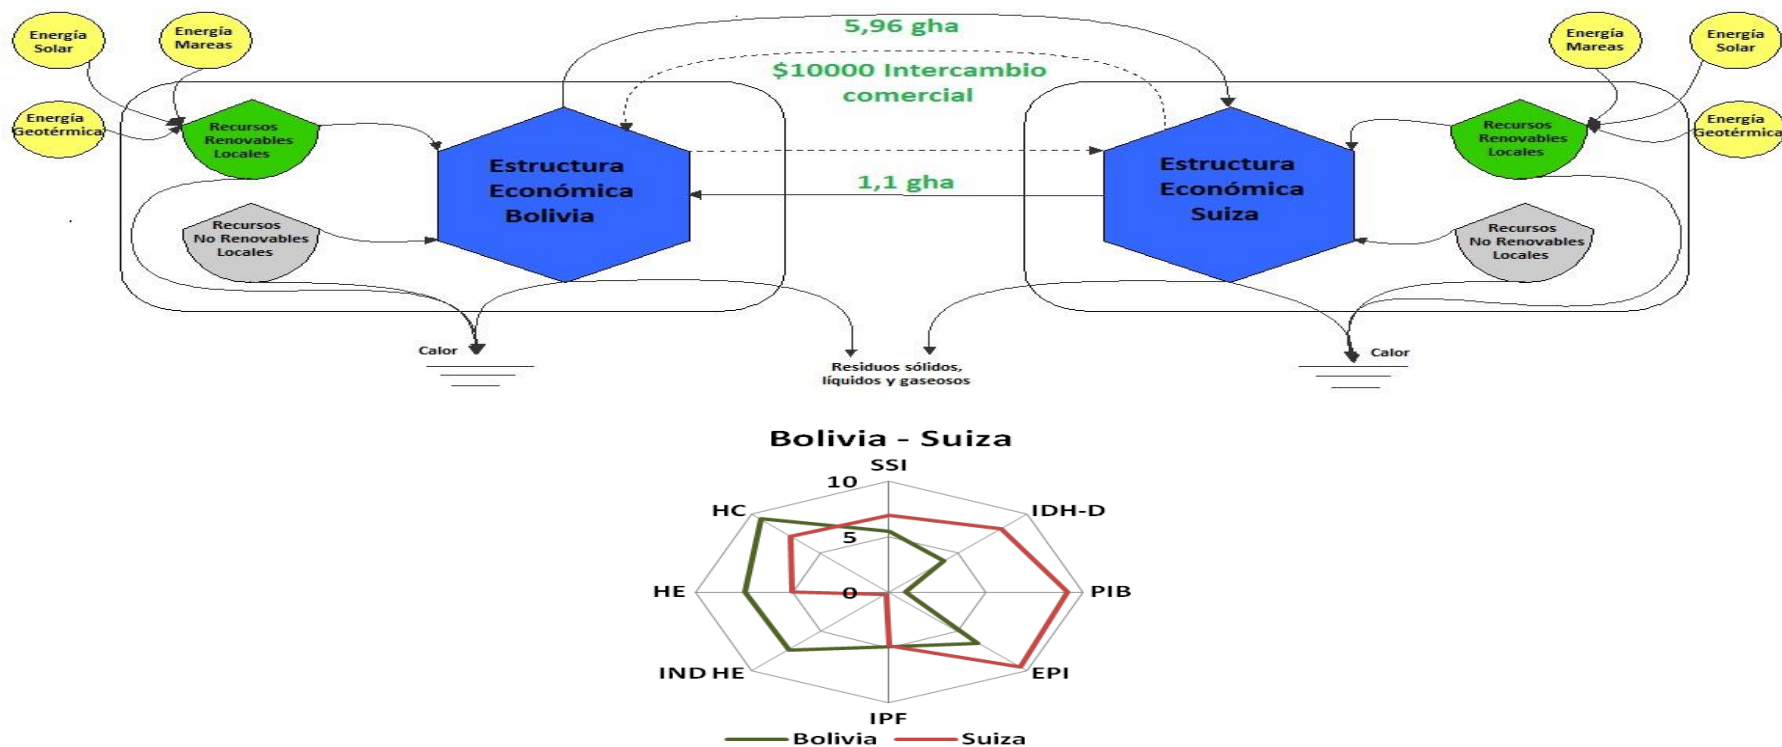 Energía
Solar
Energía
Mareas
Energía
Geotérmica
Recursos
Renovables
Locales
Recursos
No Renovables
Locales
Estructura
Económica
Bolivia
5,96 gha
$10000 Intercambio
comercial
1,1 gha
Estructura
Económica
Suiza
Energía
Mareas
Energía
Solar
Energía
Geotérmica
Recursos
Renovables
Locales
Recursos
No Renovables
Locales
Calor
Residuos sólidos,
líquidos y gaseosos
Calor
Bolivia - Suiza
SSI
10
HC
IDH-D
5
HE
0
PIB
IND HE
EPI
IPF
Bolivia
Suiza